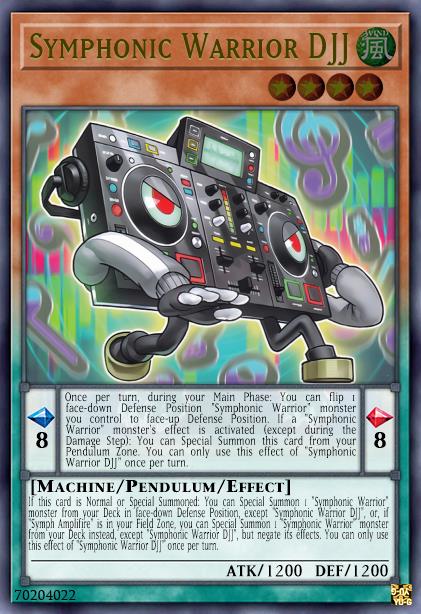 Symphonic Warrior DJJ
WIND
風
Once per turn, during your Main Phase: You can flip 1
face-down Defense Position "Symphonic Warrior" monster
you control to face-up Defense Position. If a "Symphonic
Warrior" monster's effect is activated (except during the
Damage Step): You can Special Summon this card from your
Pendulum Zone. You can only use this effect of "Symphonic
Warrior DJJ" once per turn.
8
8
[Machine/Pendulum/Effect]
If this card is Normal or Special Summoned: You can Special Summon 1 "Symphonic Warrior"
monster from your Deck in face-down Defense Position, except "Symphonic Warrior DJJ", or, if
"Symph Amplifire" is in your Field Zone, you can Special Summon 1 "Symphonic Warrior" monster
from your Deck instead, except "Symphonic Warrior DJJ", but negate its effects. You can only use
this effect of "Symphonic Warrior DJJ" once per turn.
ATK/1200 DEF/1200
70204022